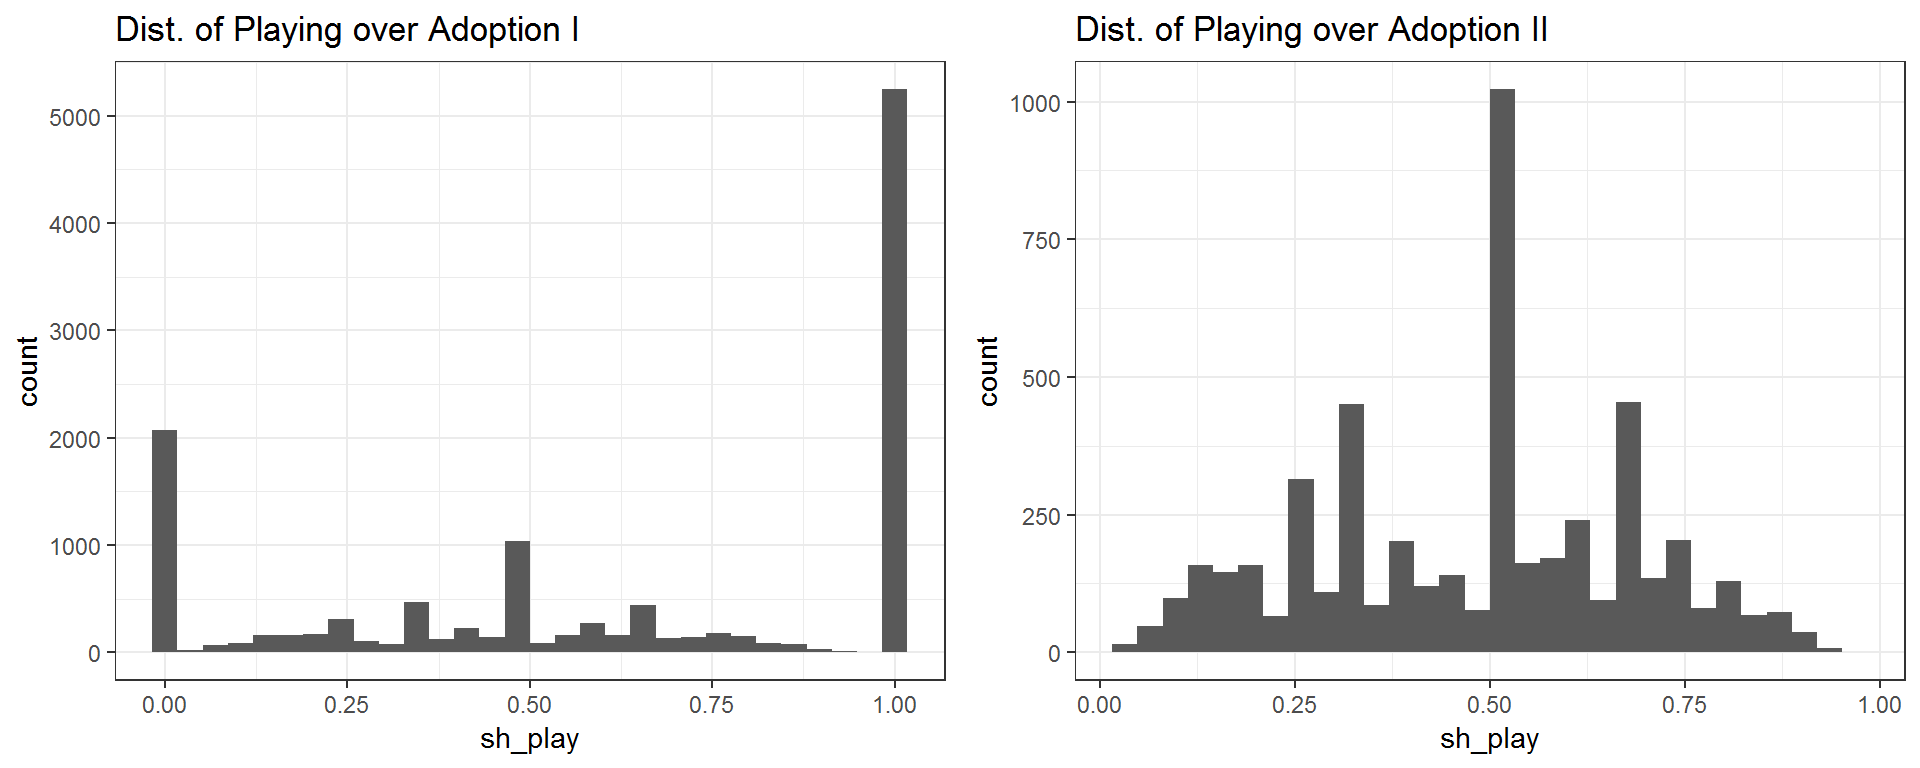 Dist. of Playing over Adoption I
count
5000
4000
3000
2000
1000
0
0.00 0.25 0.50 0.75 1.00
sh_play
Dist. of Playing over Adoption II
count
1000
750
500
250
0
0.00 0.25 0.50 0.75 1.00
sh_play